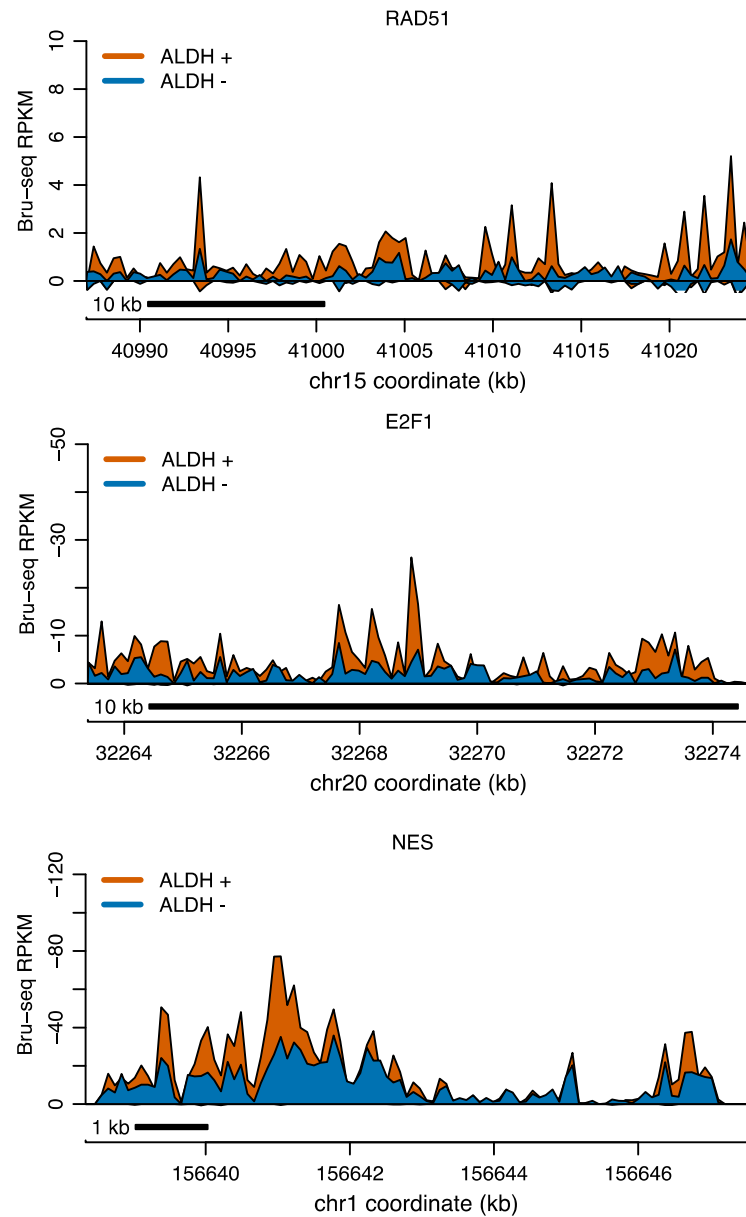 RAD51
10
8
6
4
2
0
Bru-seq RPKM
ALDH +
ALDH -
10 kb
40990 40995 41000 41005 41010 41015 41020
chr15 coordinate (kb)
E2F1
-50
-30
-10
0
Bru-seq RPKM
ALDH +
ALDH -
10 kb
32264 32266 32268 32270 32272 32274
chr20 coordinate (kb)
NES
-120
-80
-40
0
Bru-seq RPKM
ALDH +
ALDH -
1 kb
156640 156642 156644 156646
chr1 coordinate (kb)